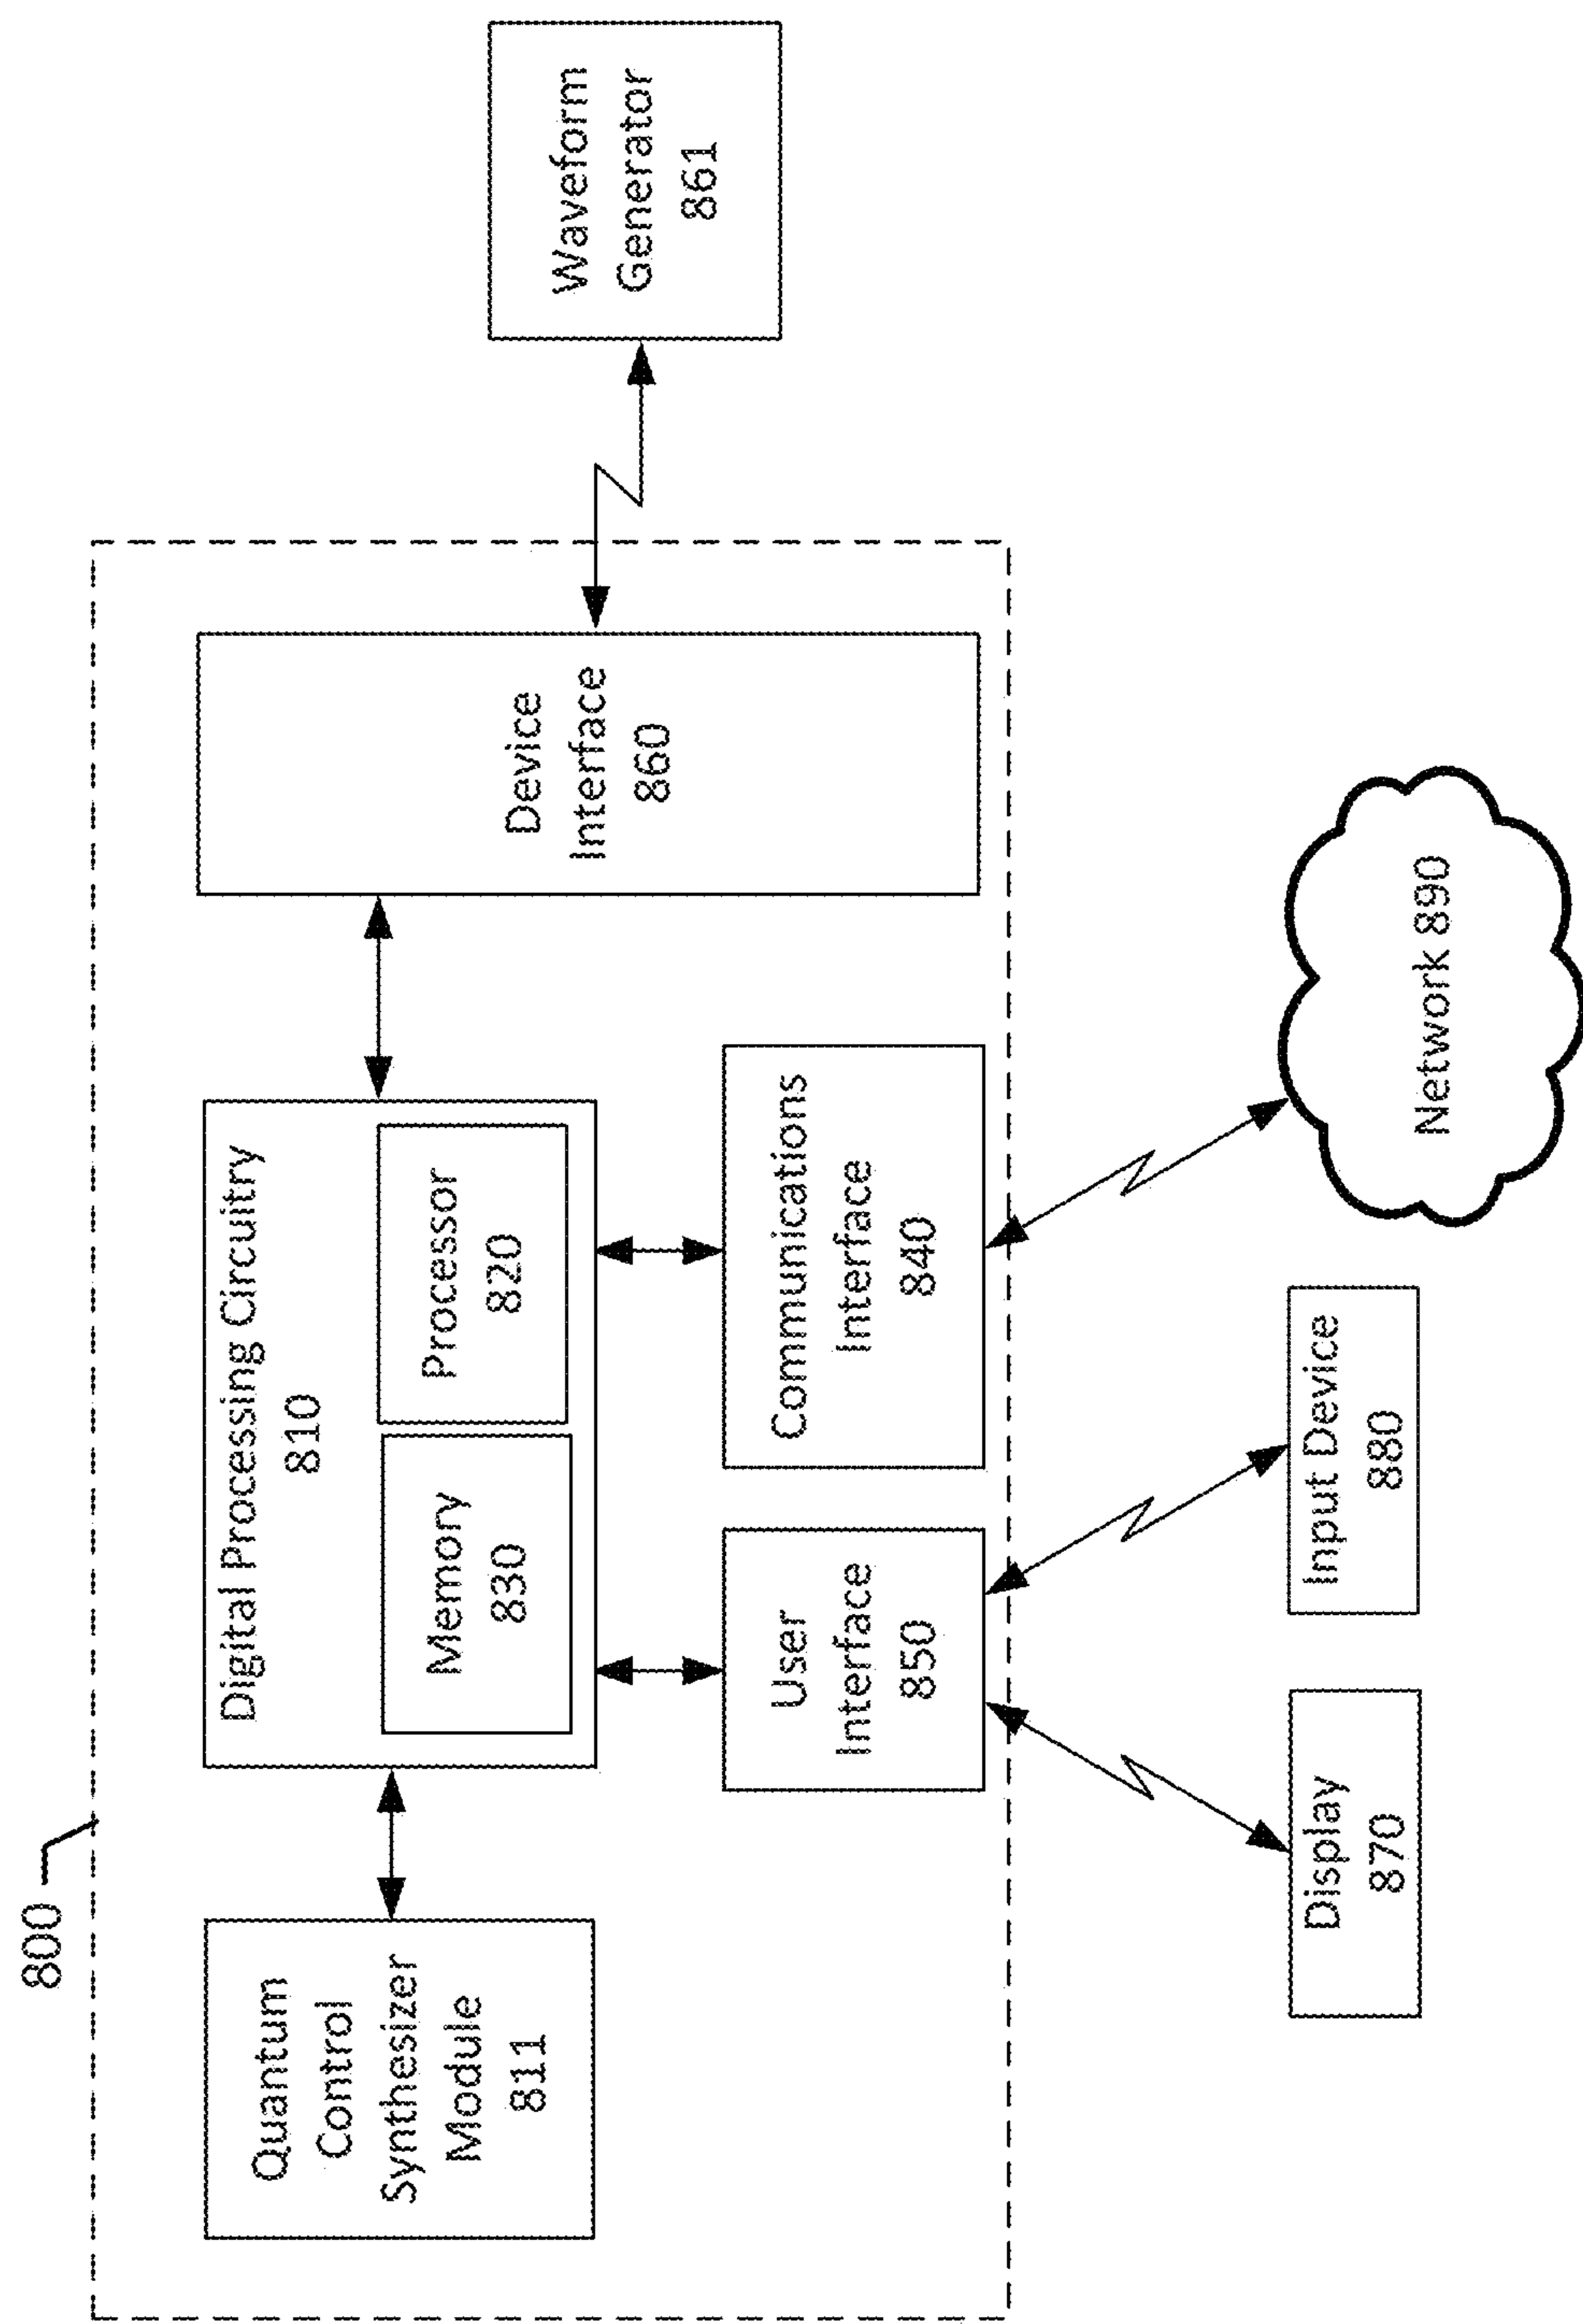 800
Quantum
Control
Synthesizer
Module
811
Digital Processing Circuitry
810
Memory
830
Processor
820
Device
Interface
860
Waveform
Generator
861
User
Interface
850
Communications
Interface
840
Display
870
Input Device
880
Network 890